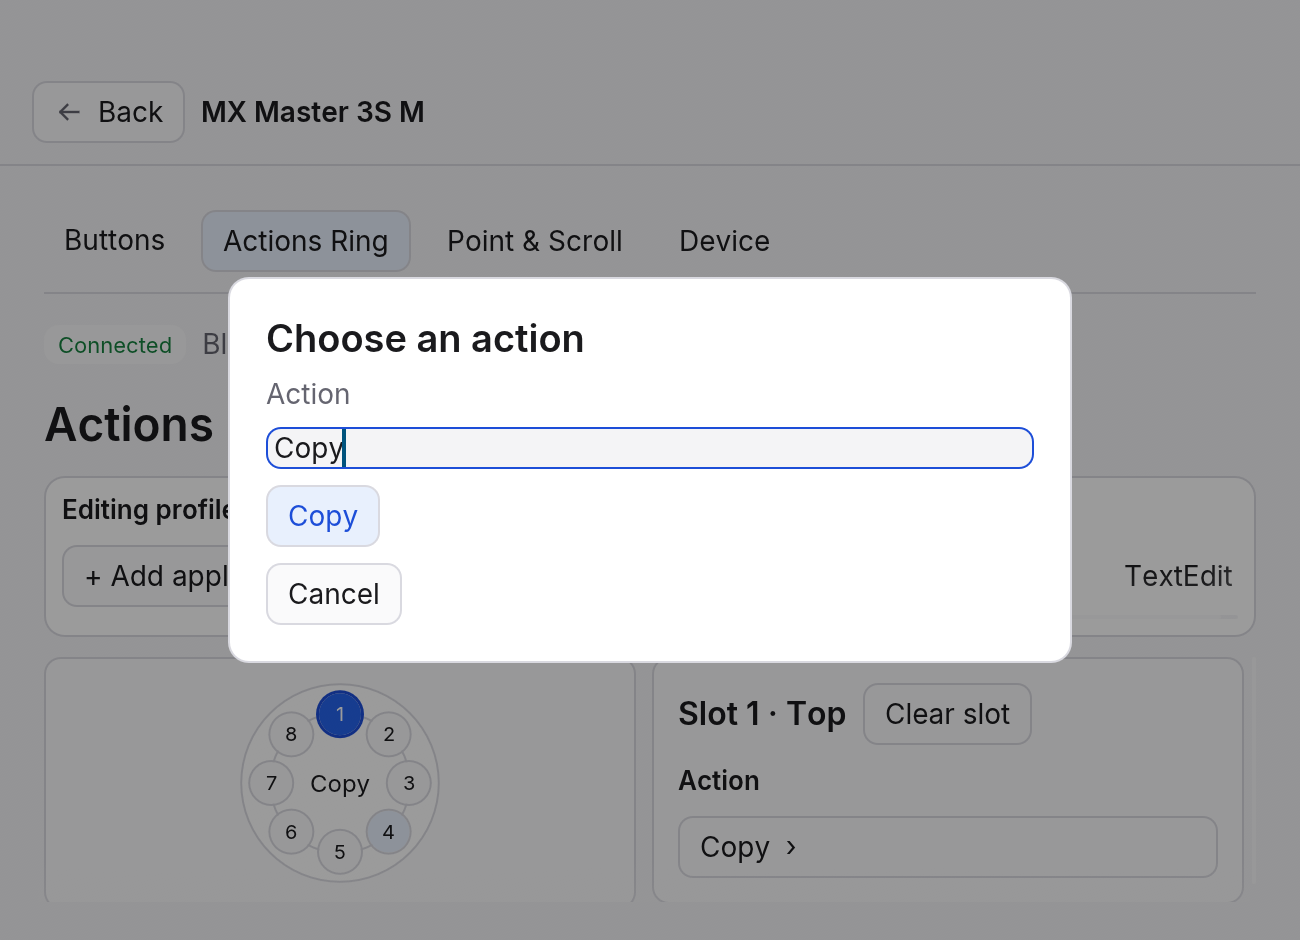 ← Back MX Master 3S M
Buttons Actions Ring Point & Scroll Device
Connected
Choose an action
Action
Copy
Copy
Cancel
Actions
Editing profile
+ Add appl
TextEdit
1
8 2
7 Copy 3
6 4
5
Slot 1 · Top Clear slot
Action
Copy ›